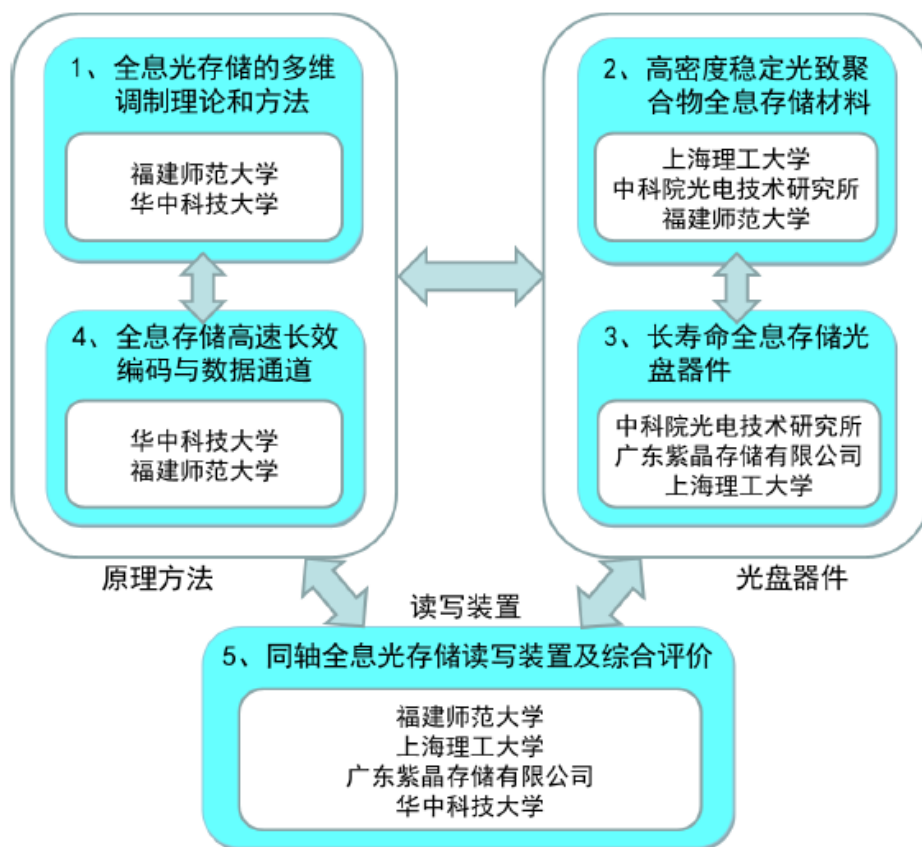 1、全息光存储的多维
调制理论和方法
福建师范大学
华中科技大学
4、全息存储高速长效
编码与数据通道
华中科技大学
福建师范大学
原理方法
2、高密度稳定光致聚
合物全息存储材料
上海理工大学
中科院光电技术研究所
福建师范大学
3、长寿命全息存储光
盘器件
中科院光电技术研究所
广东紫晶存储有限公司
上海理工大学
光盘器件
读写装置
5、同轴全息光存储读写装置及综合评价
福建师范大学
上海理工大学
广东紫晶存储有限公司
华中科技大学